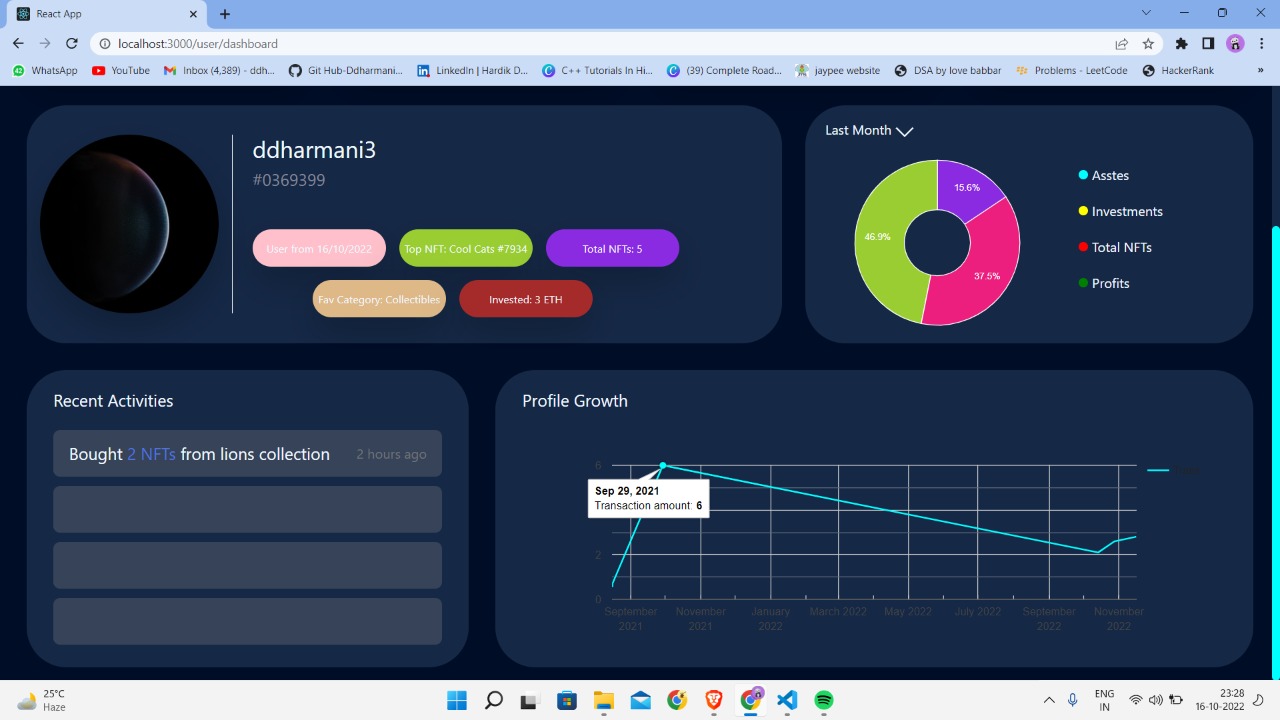 React App
localhost:3000/user/dashboard
42 WhatsApp YouTube Inbox (4,389) - ddh... Git Hub-Ddharmani... LinkedIn | Hardik D... C++ Tutorials In Hi... (39) Complete Road... jaypee website DSA by love babbar Problems - LeetCode HackerRank »
ddharmani3
#0369399
User from 16/10/2022 Top NFT: Cool Cats #7934 Total NFTs: 5
Fav Category: Collectibles Invested: 3 ETH
Last Month
15.6%
46.9%
37.5%
Asstes
Investments
Total NFTs
Profits
Recent Activities
Bought 2 NFTs from lions collection 2 hours ago
Profile Growth
6
Sep 29, 2021
Transaction amount: 6
2
0
September 2021
November 2021
January 2022
March 2022
May 2022
July 2022
September 2022
November 2022
25°C
Haze
ENG
IN
23:28
16-10-2022